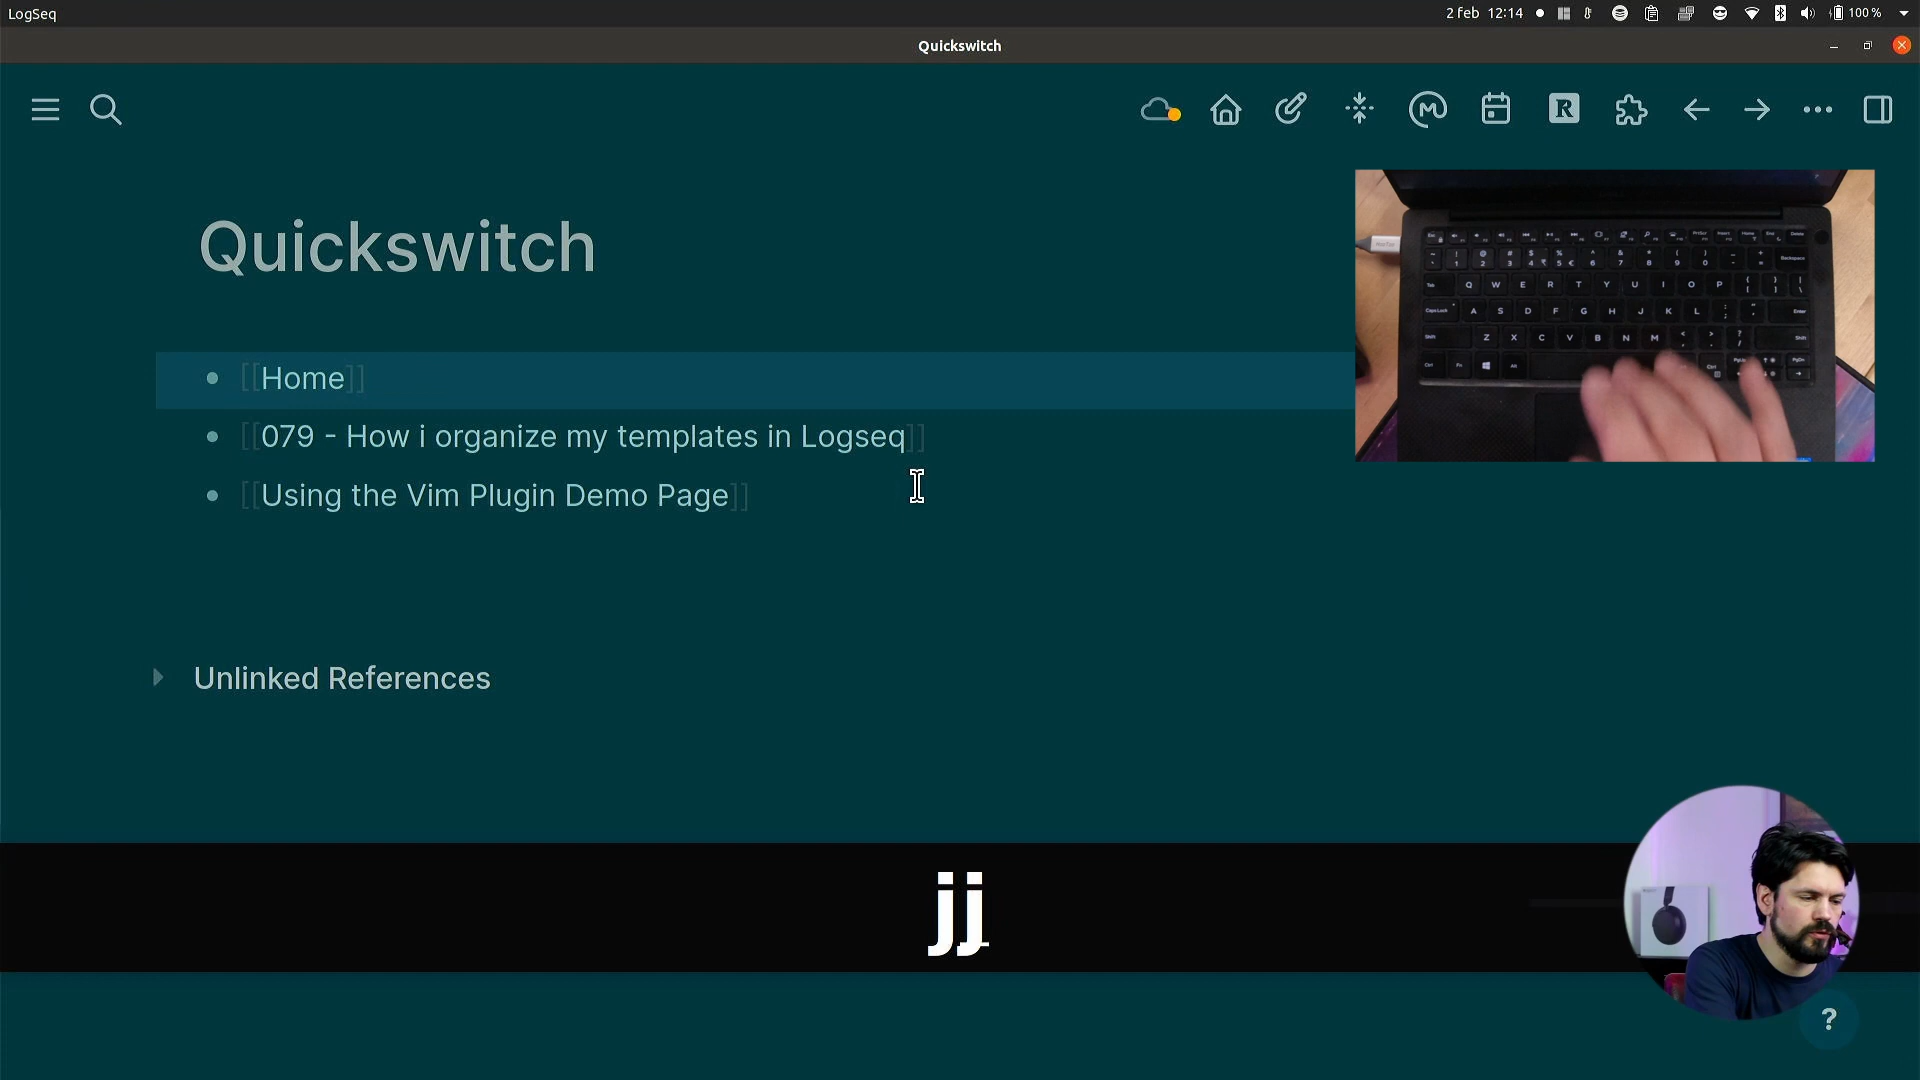 LogSeq
2 feb 12:14
100 %
Quickswitch
R
Quickswitch
[[Home]]
[[079 - How i organize my templates in Logseq]]
[[Using the Vim Plugin Demo Page]]
Unlinked References
Q W E R T Y U I O P
A S D F G H J K L
Z X C V B N M
jj
?